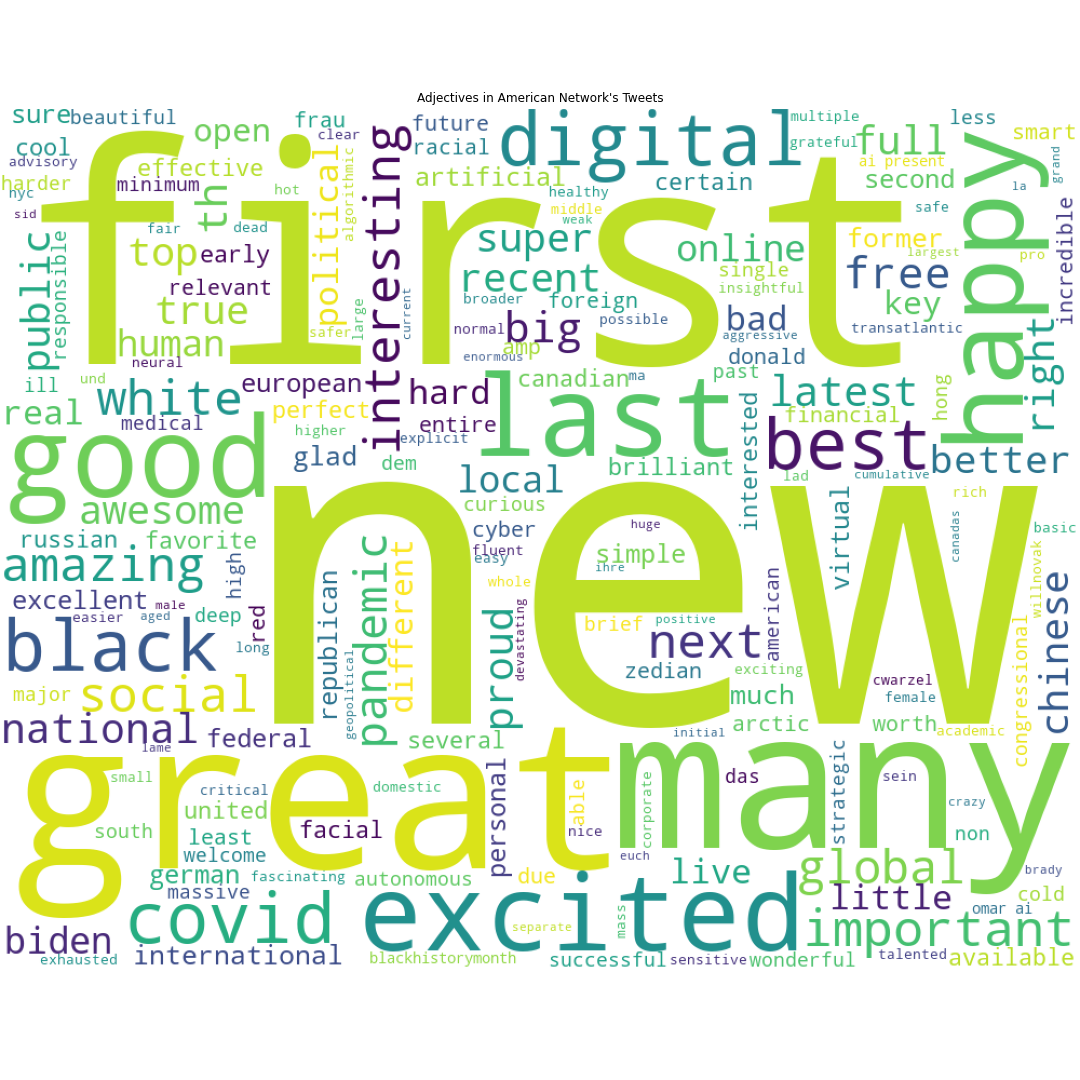 Adjectives in American Network's Tweets
sure
beautiful
open
frau
future
digital
multiple
less
cool
clear
racial
grateful
full
smart
advisory
effective
artificial
certain
ai present
grand
harder
minimum
hot
algorithmic
political
interesting
healthy
second
la
happy
nyc
th
first
middle
safe
incredible
sid
fair
dead
weak
public
responsible
top
early
super
online
former
largest
pro
relevant
recent
single
free
true
large
current
broader
foreign
insightful
key
human
safer
normal
big
possible
bad
transatlantic
right
neural
amp
aggressive
enormous
donald
ill
und
european
hard
canadian
ma
past
latest
hong
real
white
perfect
last
interested
financial
medical
entire
good
higher
explicit
best
glad
dem
brilliant
better
local
lad
cumulative
awesome
curious
virtual
rich
russian
favorite
cyber
huge
canadas
basic
amazing
high
pandemic
different
fluent
easy
simple
willnovak
ihre
excellent
male
red
republican
whole
american
chinese
easier
aged
deep
proud
devastating
brief
positive
congressional
black
long
geopolitical
new
next
zedian
exciting
cwarzel
major
social
much
female
national
federal
several
arctic
worth
academic
lame
initial
great
many
small
critical
domestic
personal
able
corporate
das
strategic
sein
united
crazy
south
least
facial
nice
non
welcome
euch
german
fascinating
autonomous
due
live
global
brady
massive
little
cold
covid
excited
mass
omar ai
separate
important
biden
international
talented
available
exhausted
blackhistorymonth
successful
sensitive
wonderful